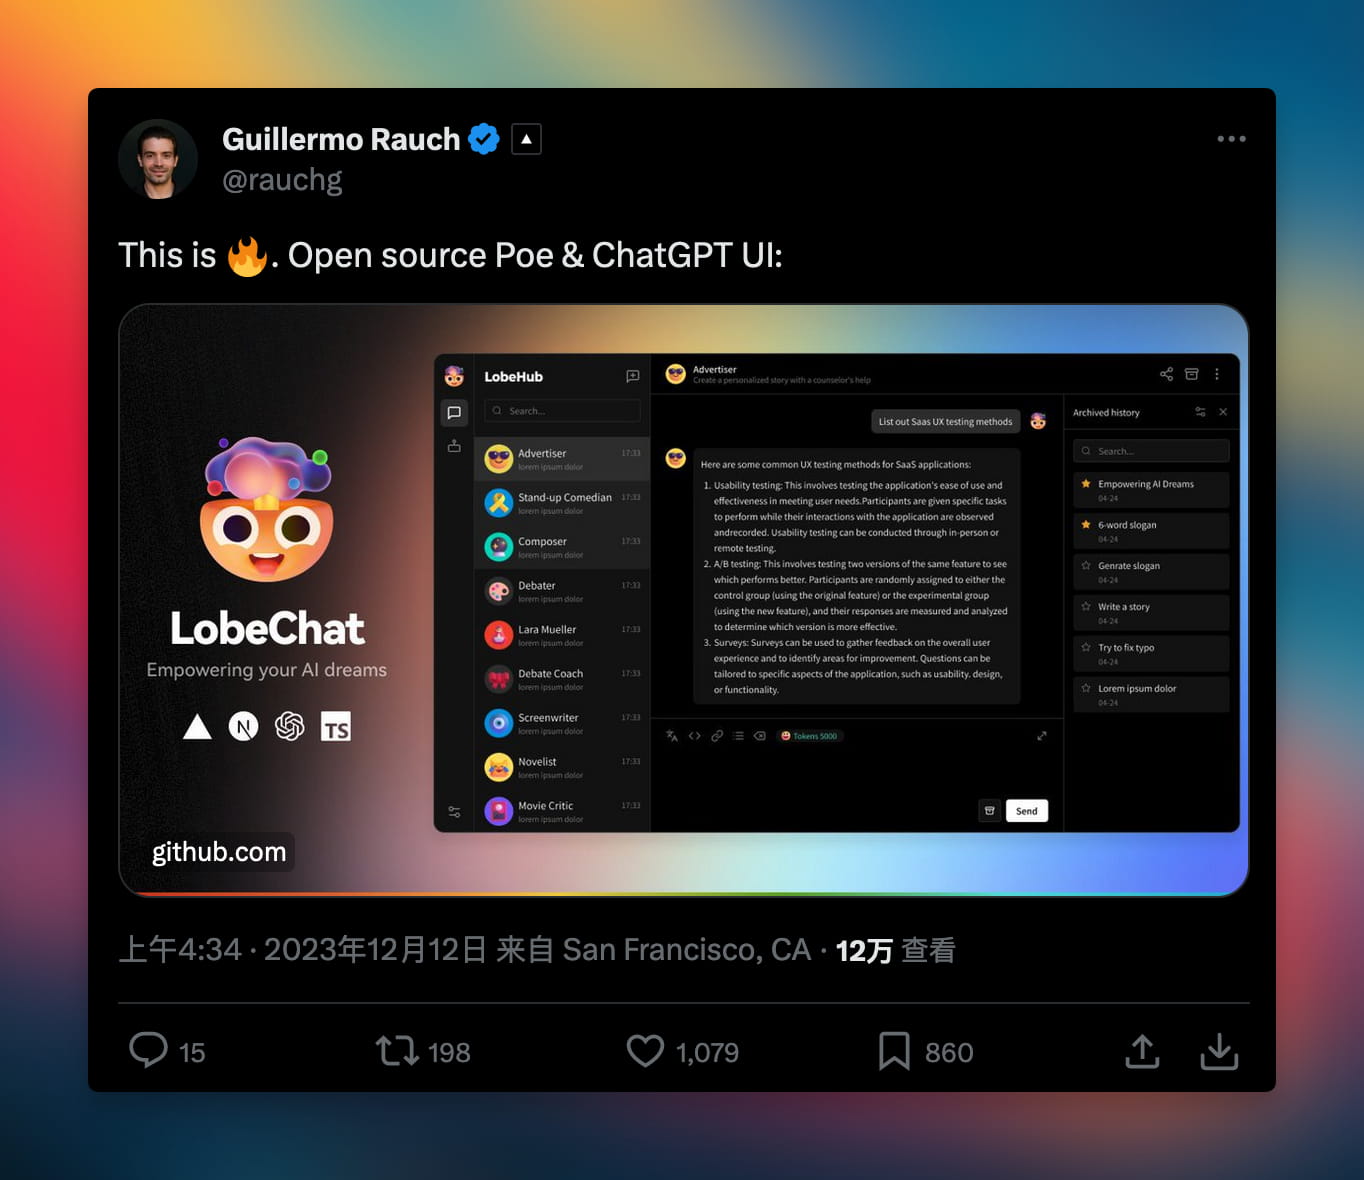 Guillermo Rauch
@rauchg
This is 🔥. Open source Poe & ChatGPT UI:
LobeChat
Empowering your AI dreams
N
TS
github.com
LobeHub
Search...
Advertiser 17:33
lorem ipsum dolor
Stand-up Comedian 17:33
lorem ipsum dolor
Composer 17:33
lorem ipsum dolor
Debater 17:33
lorem ipsum dolor
Lara Mueller 17:33
lorem ipsum dolor
Debate Coach 17:33
lorem ipsum dolor
Screenwriter 17:33
lorem ipsum dolor
Novelist 17:33
lorem ipsum dolor
Movie Critic 17:33
lorem ipsum dolor
Advertiser
Create a personalized story with a counselor's help
List out Saas UX testing methods
Here are some common UX testing methods for SaaS applications:
1. Usability testing: This involves testing the application's ease of use and
effectiveness in meeting user needs.Participants are given specific tasks
to perform while their interactions with the application are observed
andrecorded. Usability testing can be conducted through in-person or
remote testing.
2. A/B testing: This involves testing two versions of the same feature to see
which performs better. Participants are randomly assigned to either the
control group (using the original feature) or the experimental group
(using the new feature), and their responses are measured and analyzed
to determine which version is more effective.
3. Surveys: Surveys can be used to gather feedback on the overall user
experience and to identify areas for improvement. Questions can be
tailored to specific aspects of the application, such as usability. design,
or functionality.
Tokens 5000
Send
Archived history
Search...
Empowering AI Dreams
04-24
6-word slogan
04-24
Genrate slogan
04-24
Write a story
04-24
Try to fix typo
04-24
Lorem ipsum dolor
04-24
上午4:34 · 2023年12月12日 来自 San Francisco, CA · 12万 查看
15 198 1,079 860